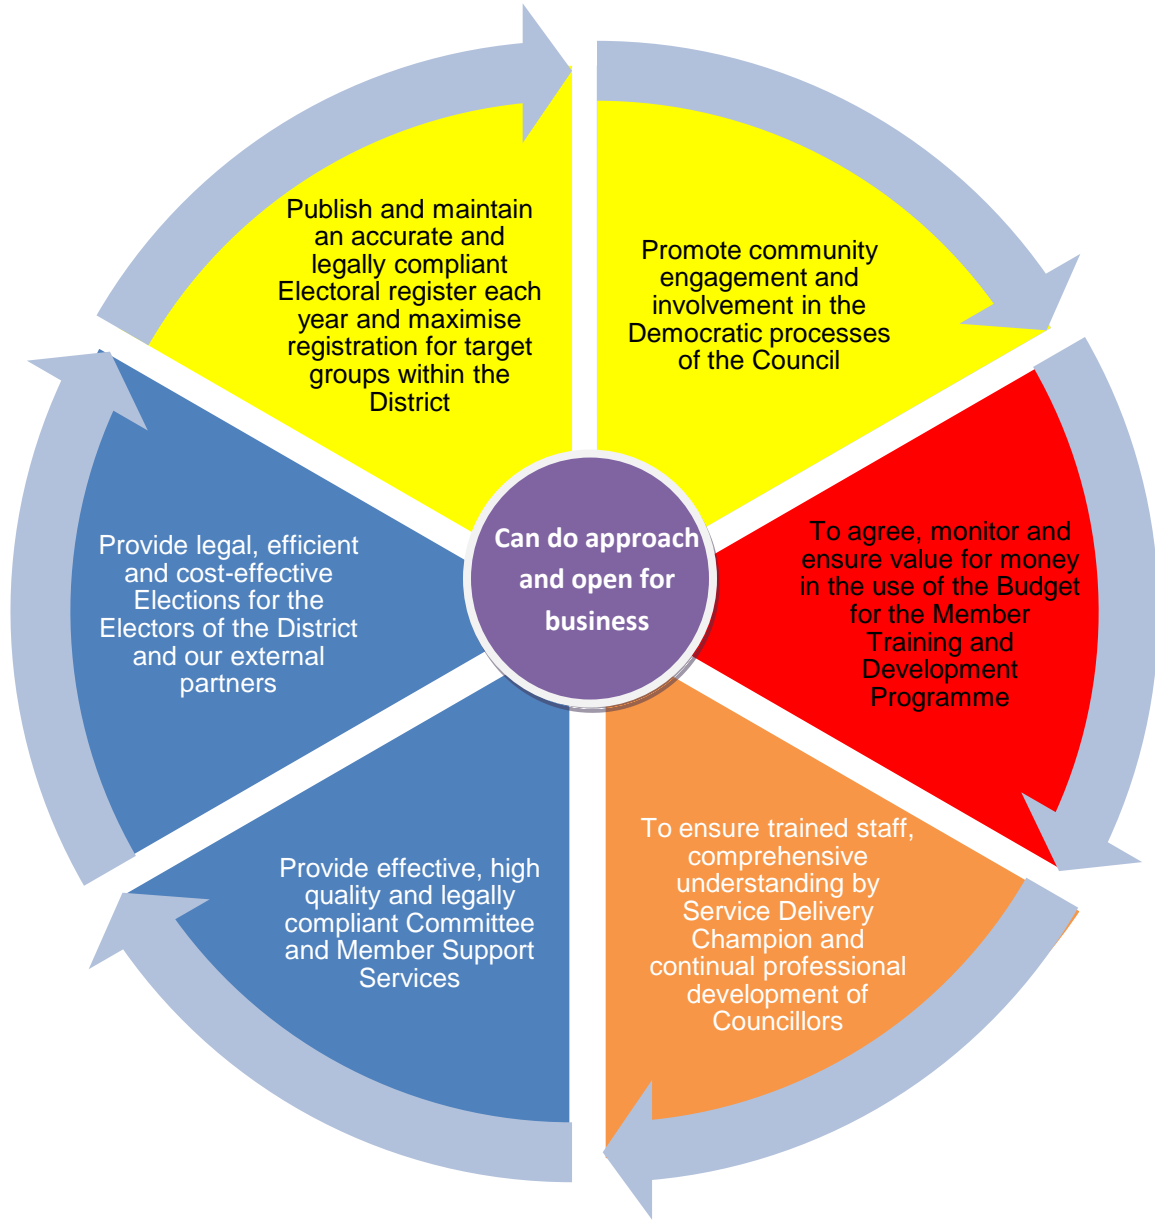 Publish and maintain
an accurate and
legally compliant
Electoral register each
year and maximise
registration for target
groups within the
District
Promote community
engagement and
involvement in the
Democratic processes
of the Council
To agree, monitor and
ensure value for money
in the use of the Budget
for the Member
Training and
Development
Programme
To ensure trained staff,
comprehensive
understanding by
Service Delivery
Champion and
continual professional
development of
Councillors
Provide effective, high
quality and legally
compliant Committee
and Member Support
Services
Provide legal, efficient
and cost-effective
Elections for the
Electors of the District
and our external
partners
Can do approach
and open for
business